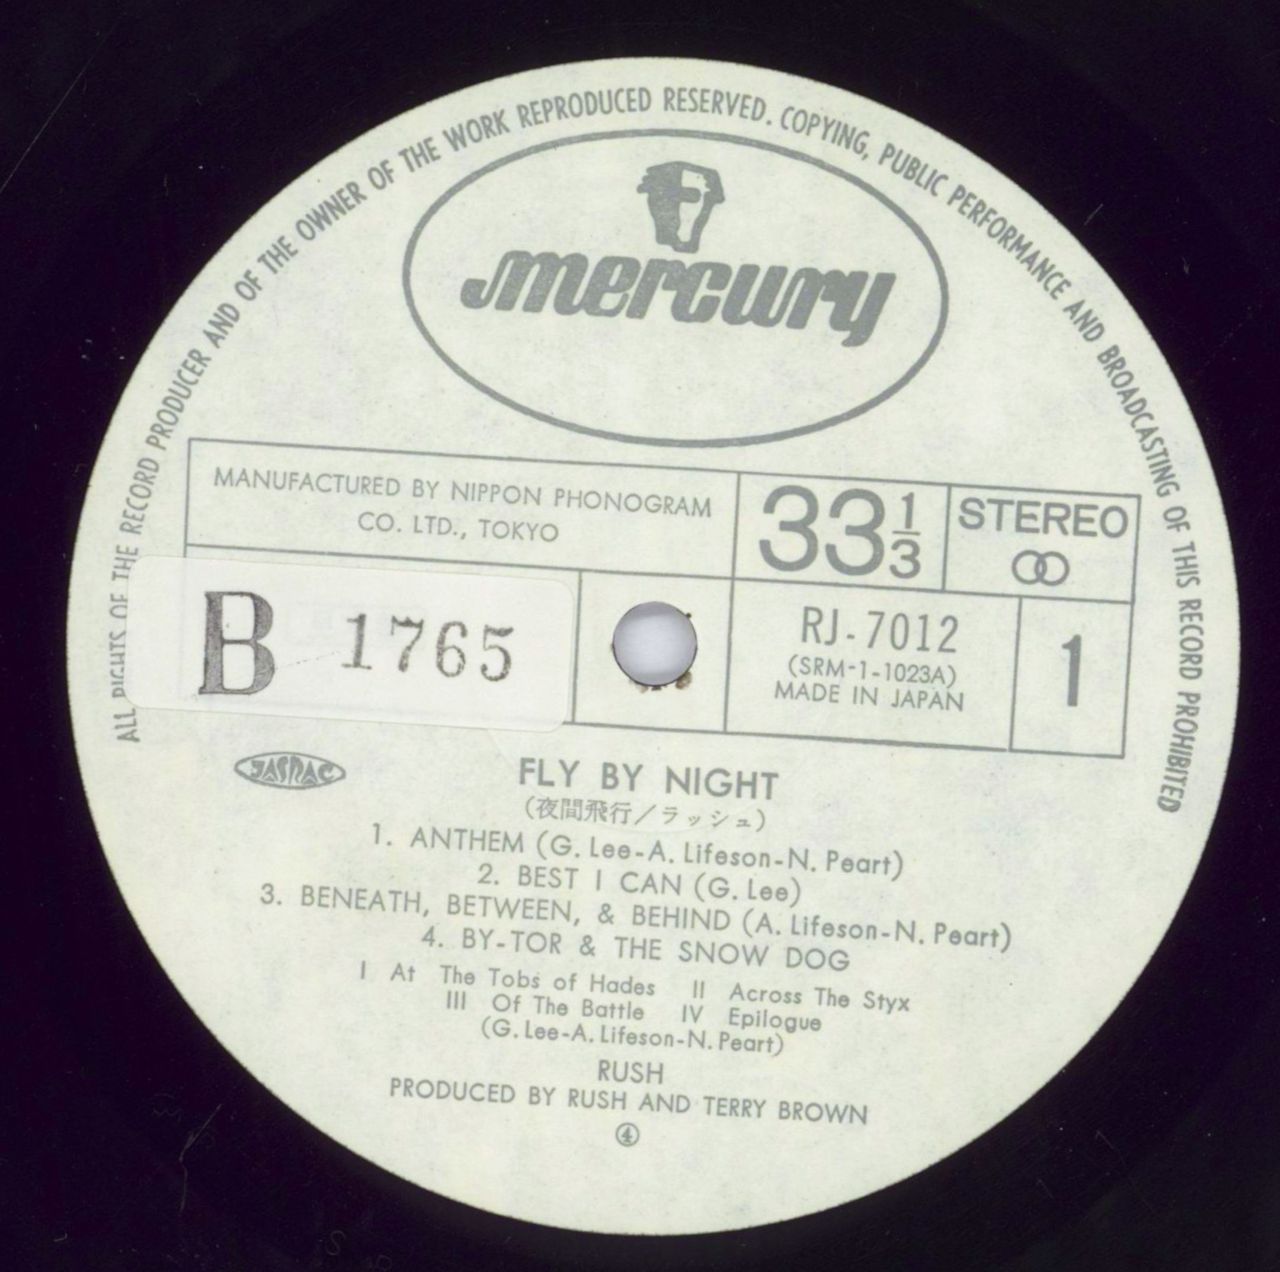 ALL RIGHTS OF THE RECORD PRODUCER AND OF THE OWNER OF THE WORK REPRODUCED RESERVED. COPYING, PUBLIC PERFORMANCE AND BROADCASTING OF THIS RECORD PROHIBITED
mercury
MANUFACTURED BY NIPPON PHONOGRAM
CO. LTD., TOKYO
33 1/3
STEREO
B 1765
RJ-7012
(SRM-1-1023A)
MADE IN JAPAN
1
JASRAC
FLY BY NIGHT
(夜間飛行/ラッシュ)
1. ANTHEM (G. Lee-A. Lifeson-N. Peart)
2. BEST I CAN (G. Lee)
3. BENEATH, BETWEEN, & BEHIND (A. Lifeson-N. Peart)
4. BY-TOR & THE SNOW DOG
I At The Tobs of Hades II Across The Styx
III Of The Battle IV Epilogue
(G. Lee-A. Lifeson-N. Peart)
RUSH
PRODUCED BY RUSH AND TERRY BROWN
④